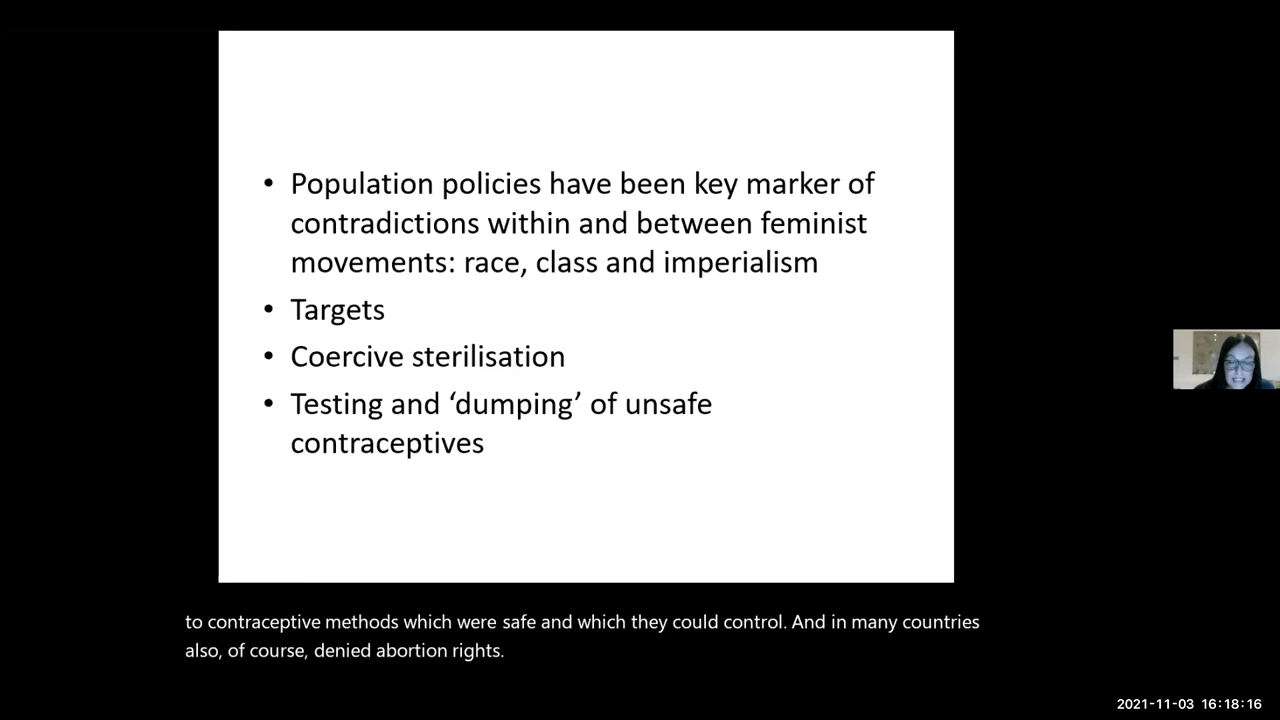 • Population policies have been key marker of
contradictions within and between feminist
movements: race, class and imperialism
• Targets
• Coercive sterilisation
• Testing and ‘dumping’ of unsafe
contraceptives
to contraceptive methods which were safe and which they could control. And in many countries
also, of course, denied abortion rights.
2021-11-03 16:18:16